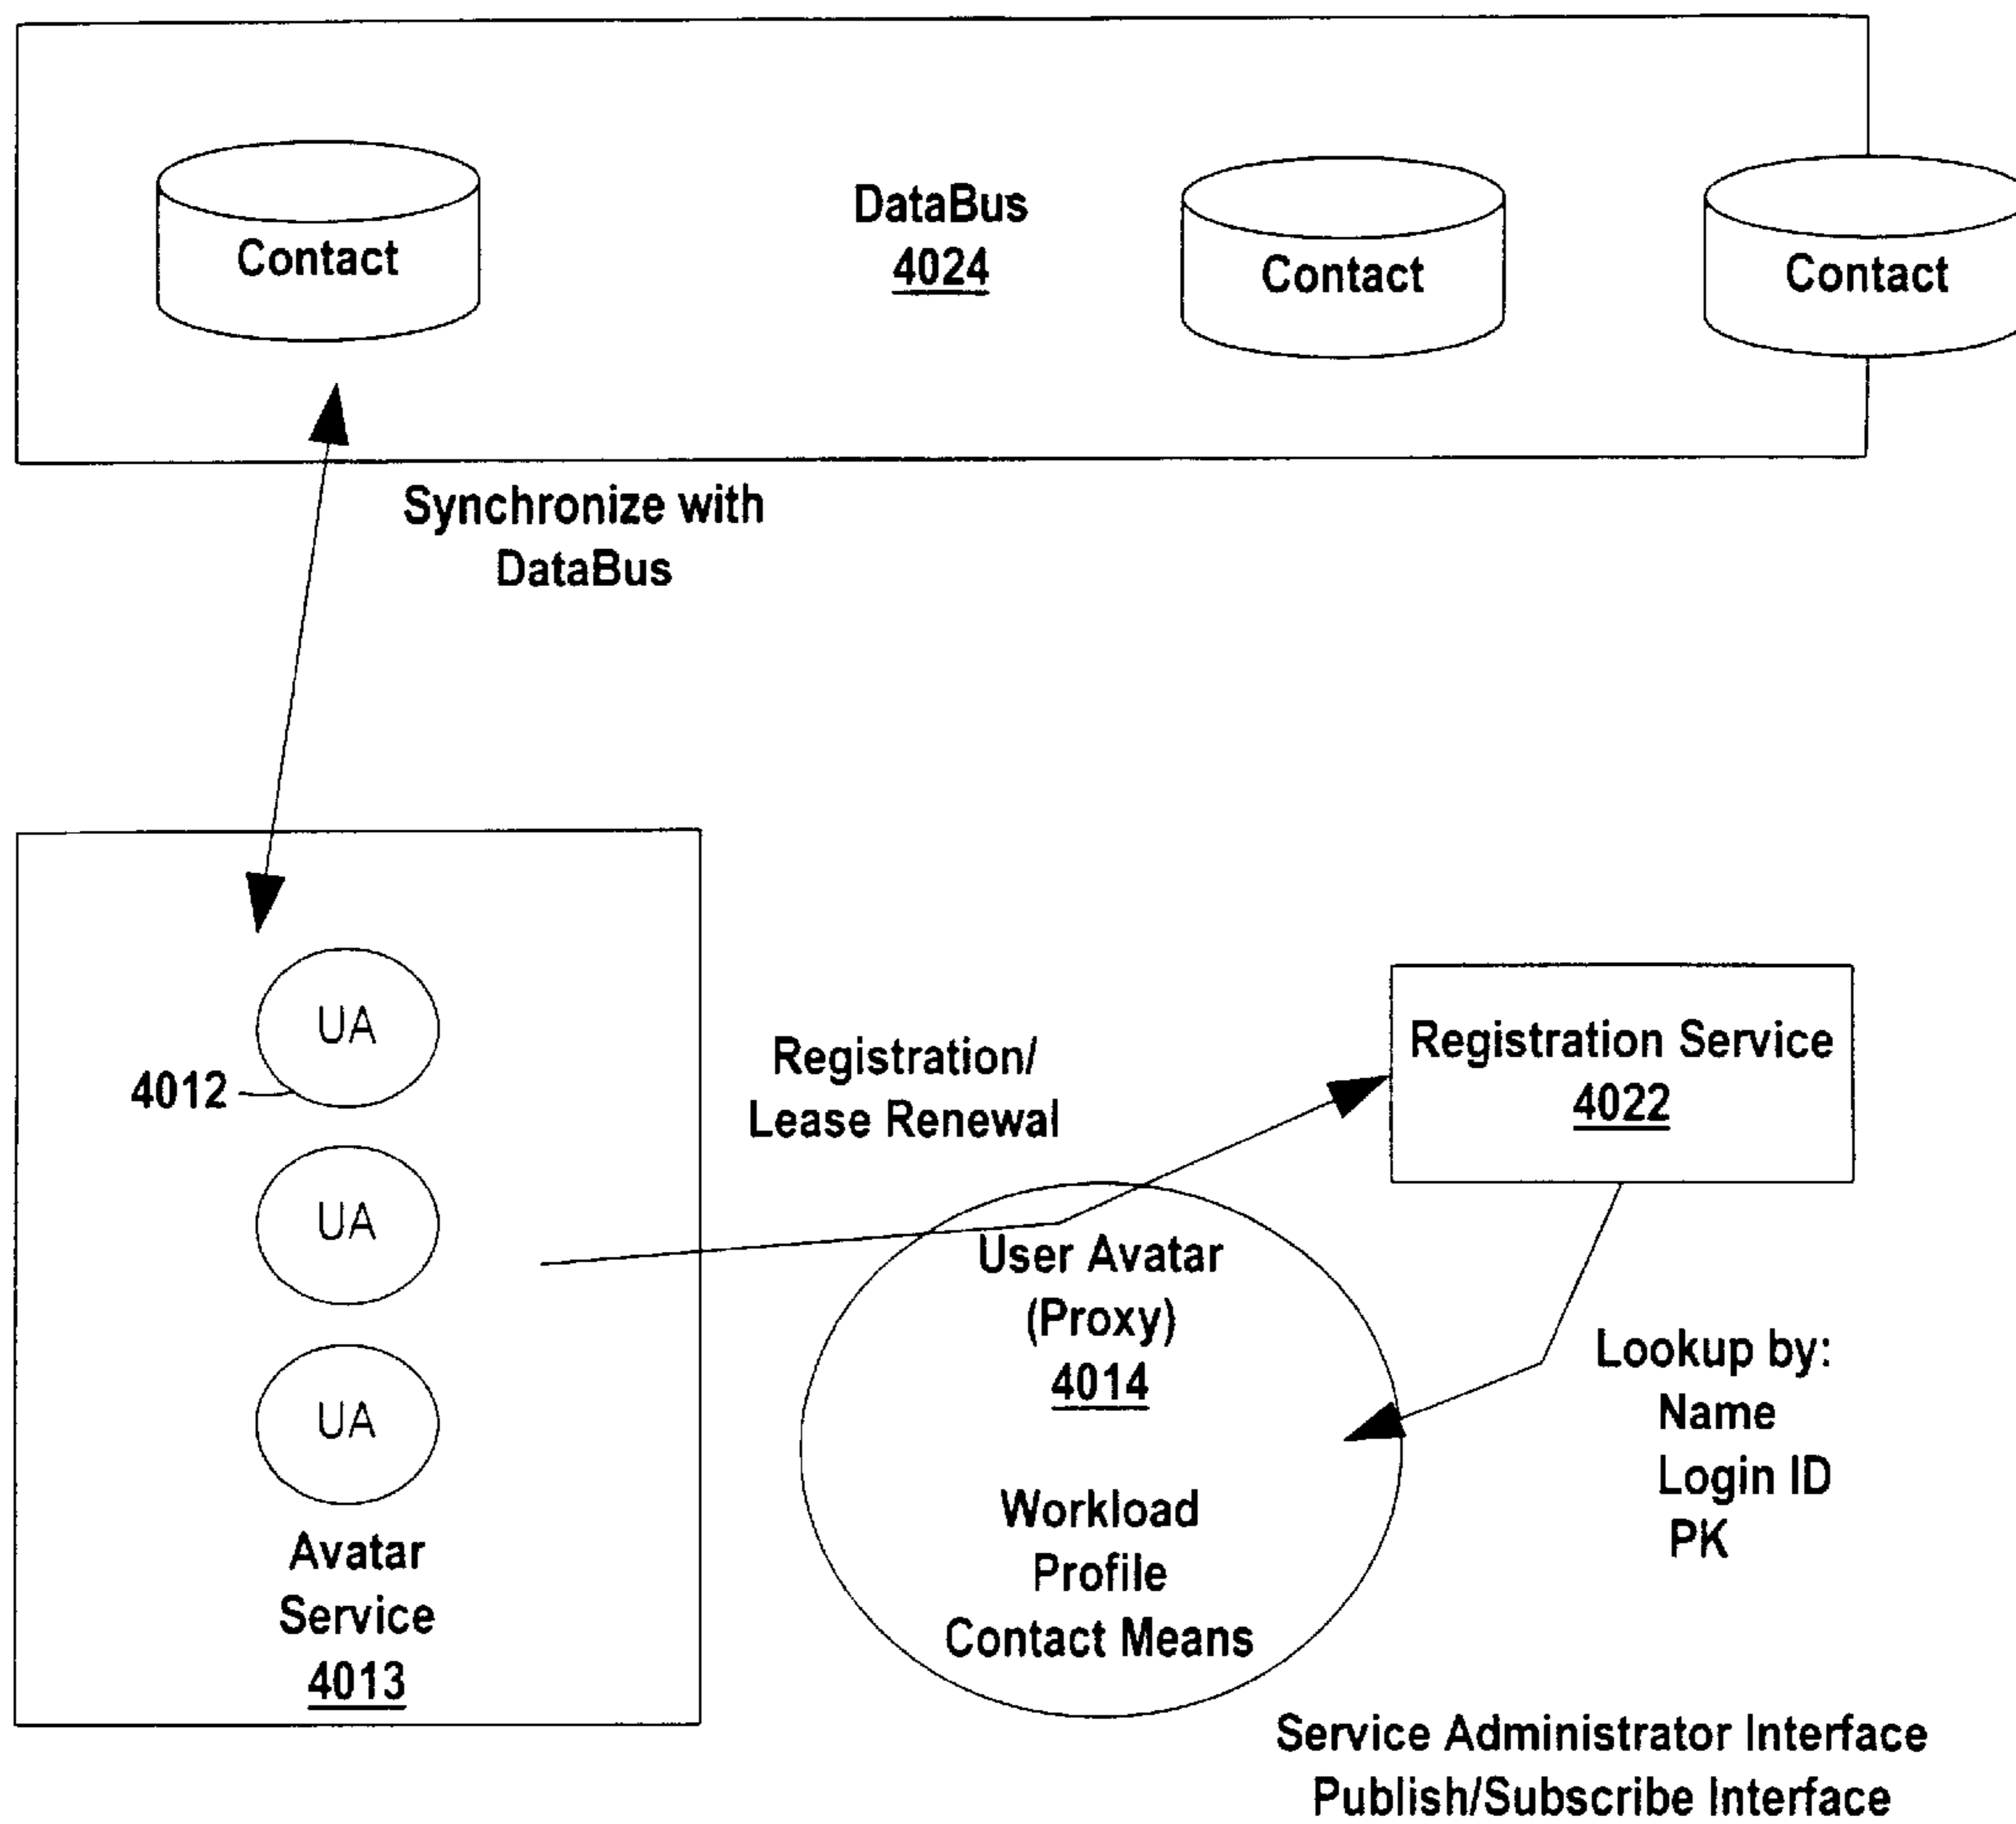 DataBus
4024
Contact
Contact
Contact
Synchronize with
DataBus
UA
4012
UA
UA
Avatar
Service
4013
Registration/
Lease Renewal
Registration Service
4022
User Avatar
(Proxy)
4014
Workload
Profile
Contact Means
Lookup by:
Name
Login ID
PK
Service Administrator Interface
Publish/Subscribe Interface